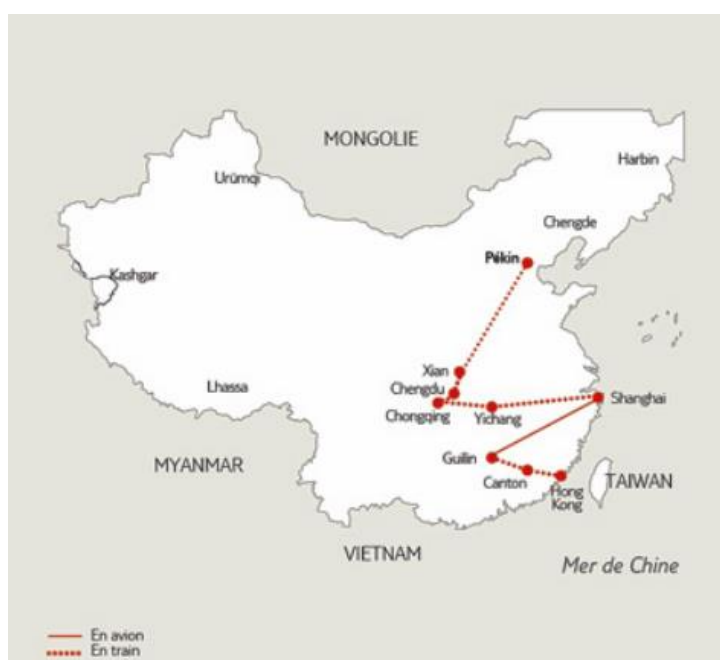 MONGOLIE
Harbin
Urümqi
Chengde
Pékin
Kashgar
Xian
Lhassa
Chengdu
Shanghai
Chongqing
Yichang
Guilin
MYANMAR
Canton
TAIWAN
Hong
Kong
VIETNAM
Mer de Chine
En avion
En train